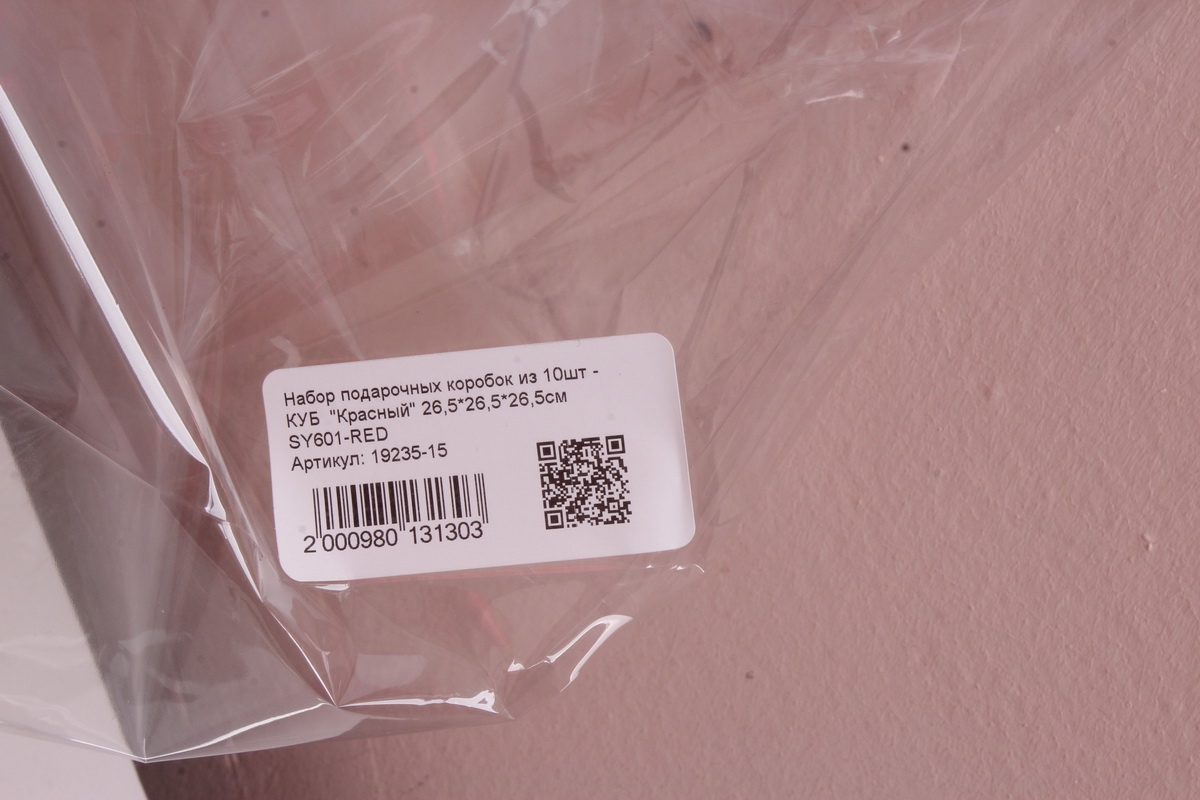 Набор подарочных коробок из 10шт -
КУБ "Красный" 26,5*26,5*26,5см
SY601-RED
Артикул: 19235-15
2 000980 131303